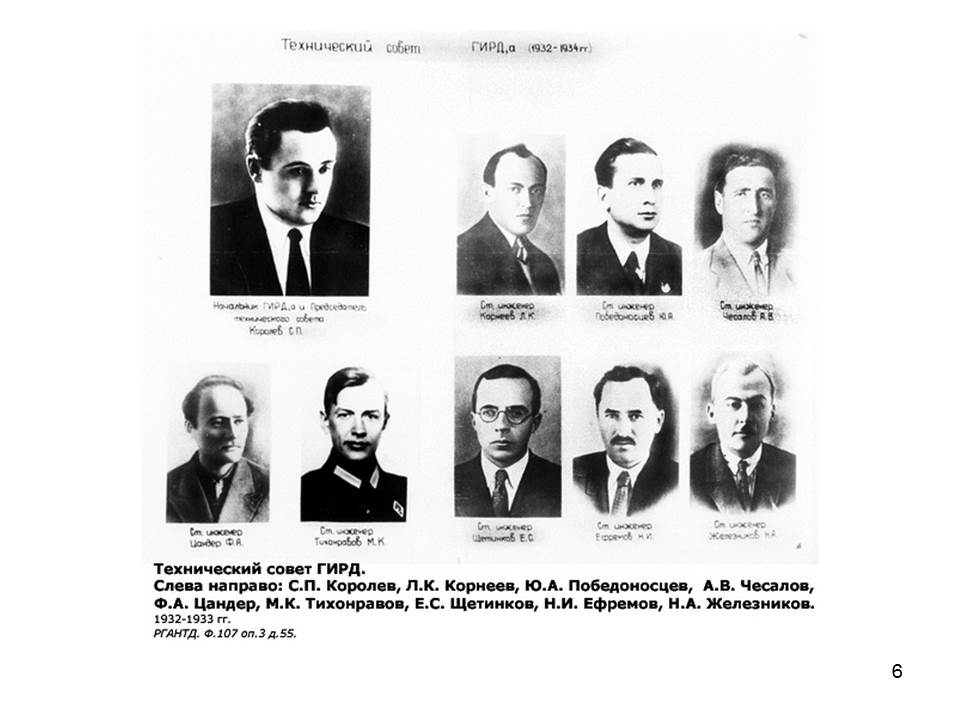 Технический совет ГИРД,а (1932-1934гг.)
Начальник ГИРД,а и Председатель
технического совета
Королев С.П.
Ст. инженер
Корнеев Л.К.
Ст. инженер
Победоносцев Ю.А.
Ст. инженер
Чесалов А.В.
Ст. инженер
Цандер Ф.А.
Ст. инженер
Тихонравов М.К.
Ст. инженер
Щетинков Е.С.
Ст. инженер
Ефремов Н.И.
Ст. инженер
Железников Н.А.
Технический совет ГИРД.
Слева направо: С.П. Королев, Л.К. Корнеев, Ю.А. Победоносцев, А.В. Чесалов,
Ф.А. Цандер, М.К. Тихонравов, Е.С. Щетинков, Н.И. Ефремов, Н.А. Железников.
1932-1933 гг.
РГАНТД. Ф.107 оп.3 д.55.
6